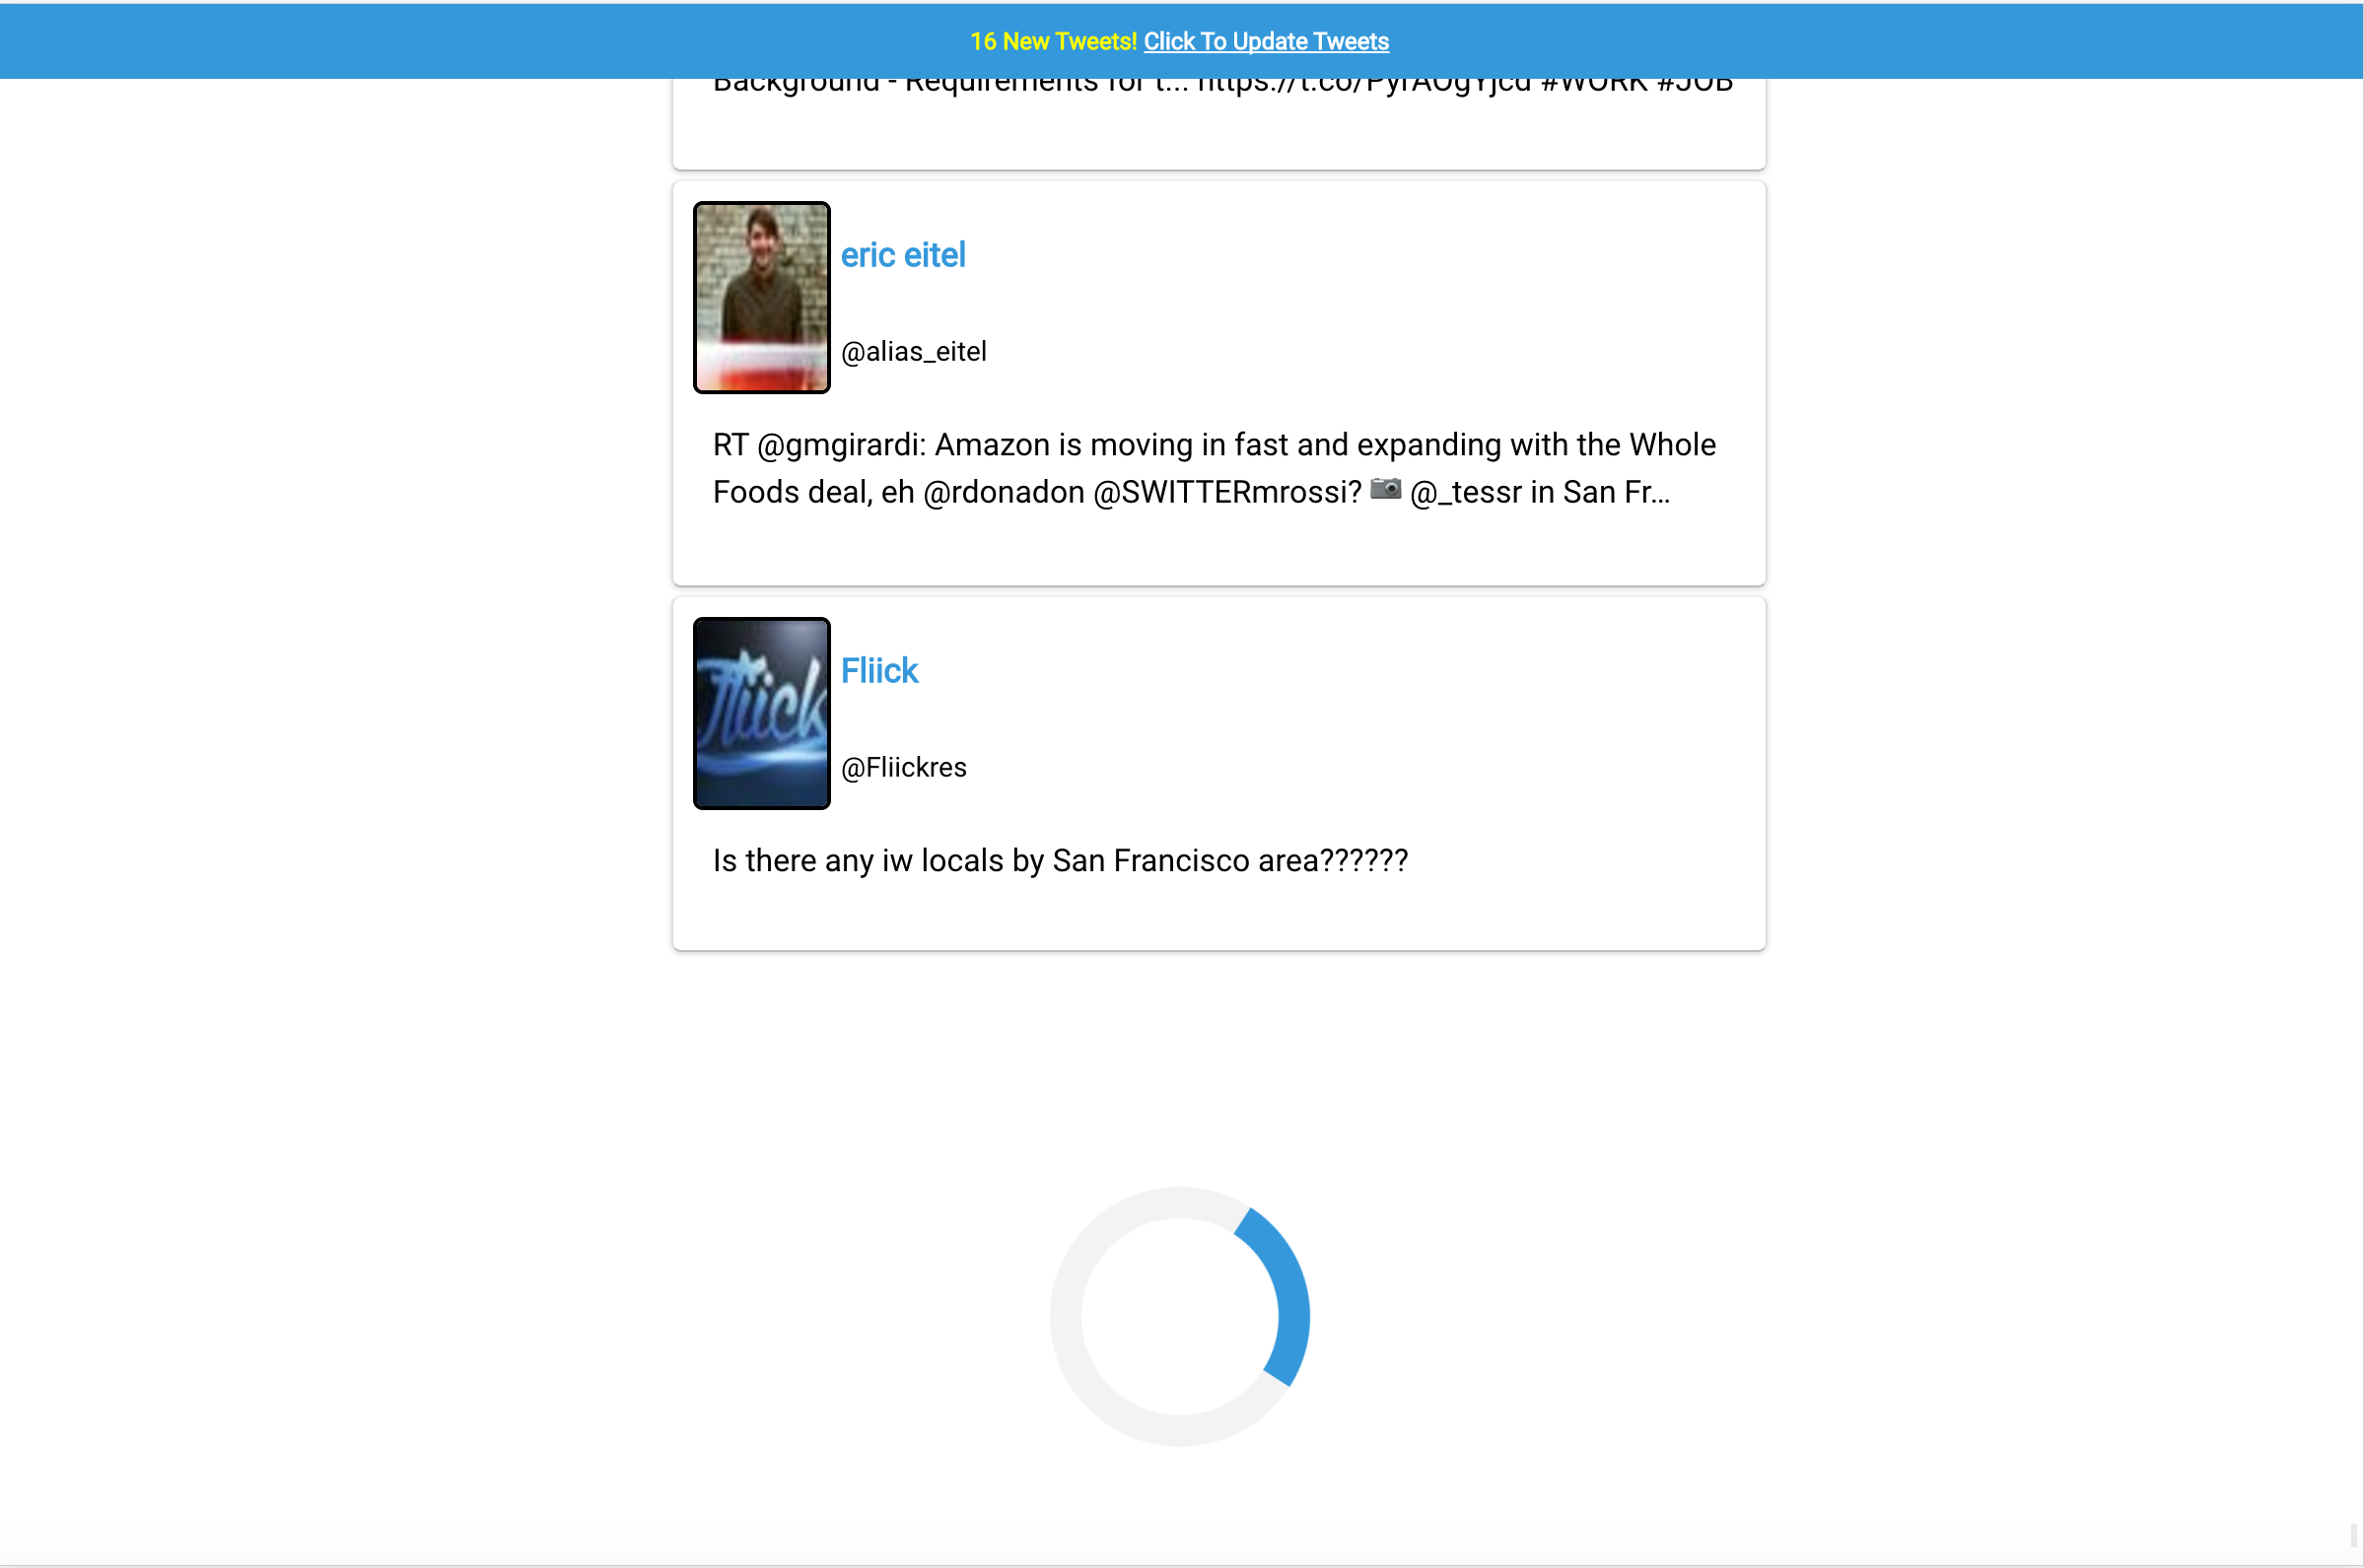 16 New Tweets! Click To Update Tweets
Background - Requirements for t... https://t.co/PyrAOgYjcd #WORK #JOB
eric eitel
@alias_eitel
RT @gmgirardi: Amazon is moving in fast and expanding with the Whole
Foods deal, eh @rdonadon @SWITTERmrossi? 📷 @_tessr in San Fr…
Fliick
Fliick
@Fliickres
Is there any iw locals by San Francisco area??????